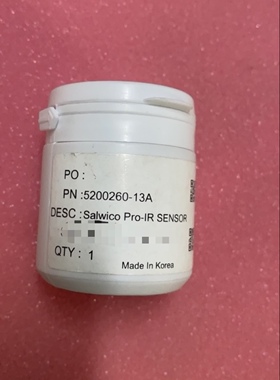 PO :
PN :5200260-13A
DESC :Salwico Pro-IR SENSOR
QTY : 1
Made In Korea